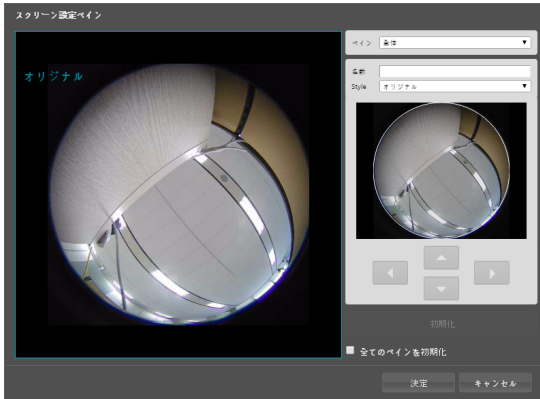 スクリーン設定ペイン
オリジナル
ペイン 全体
名前
Style オリジナル
初期化
全てのペインを初期化
決定 キャンセル